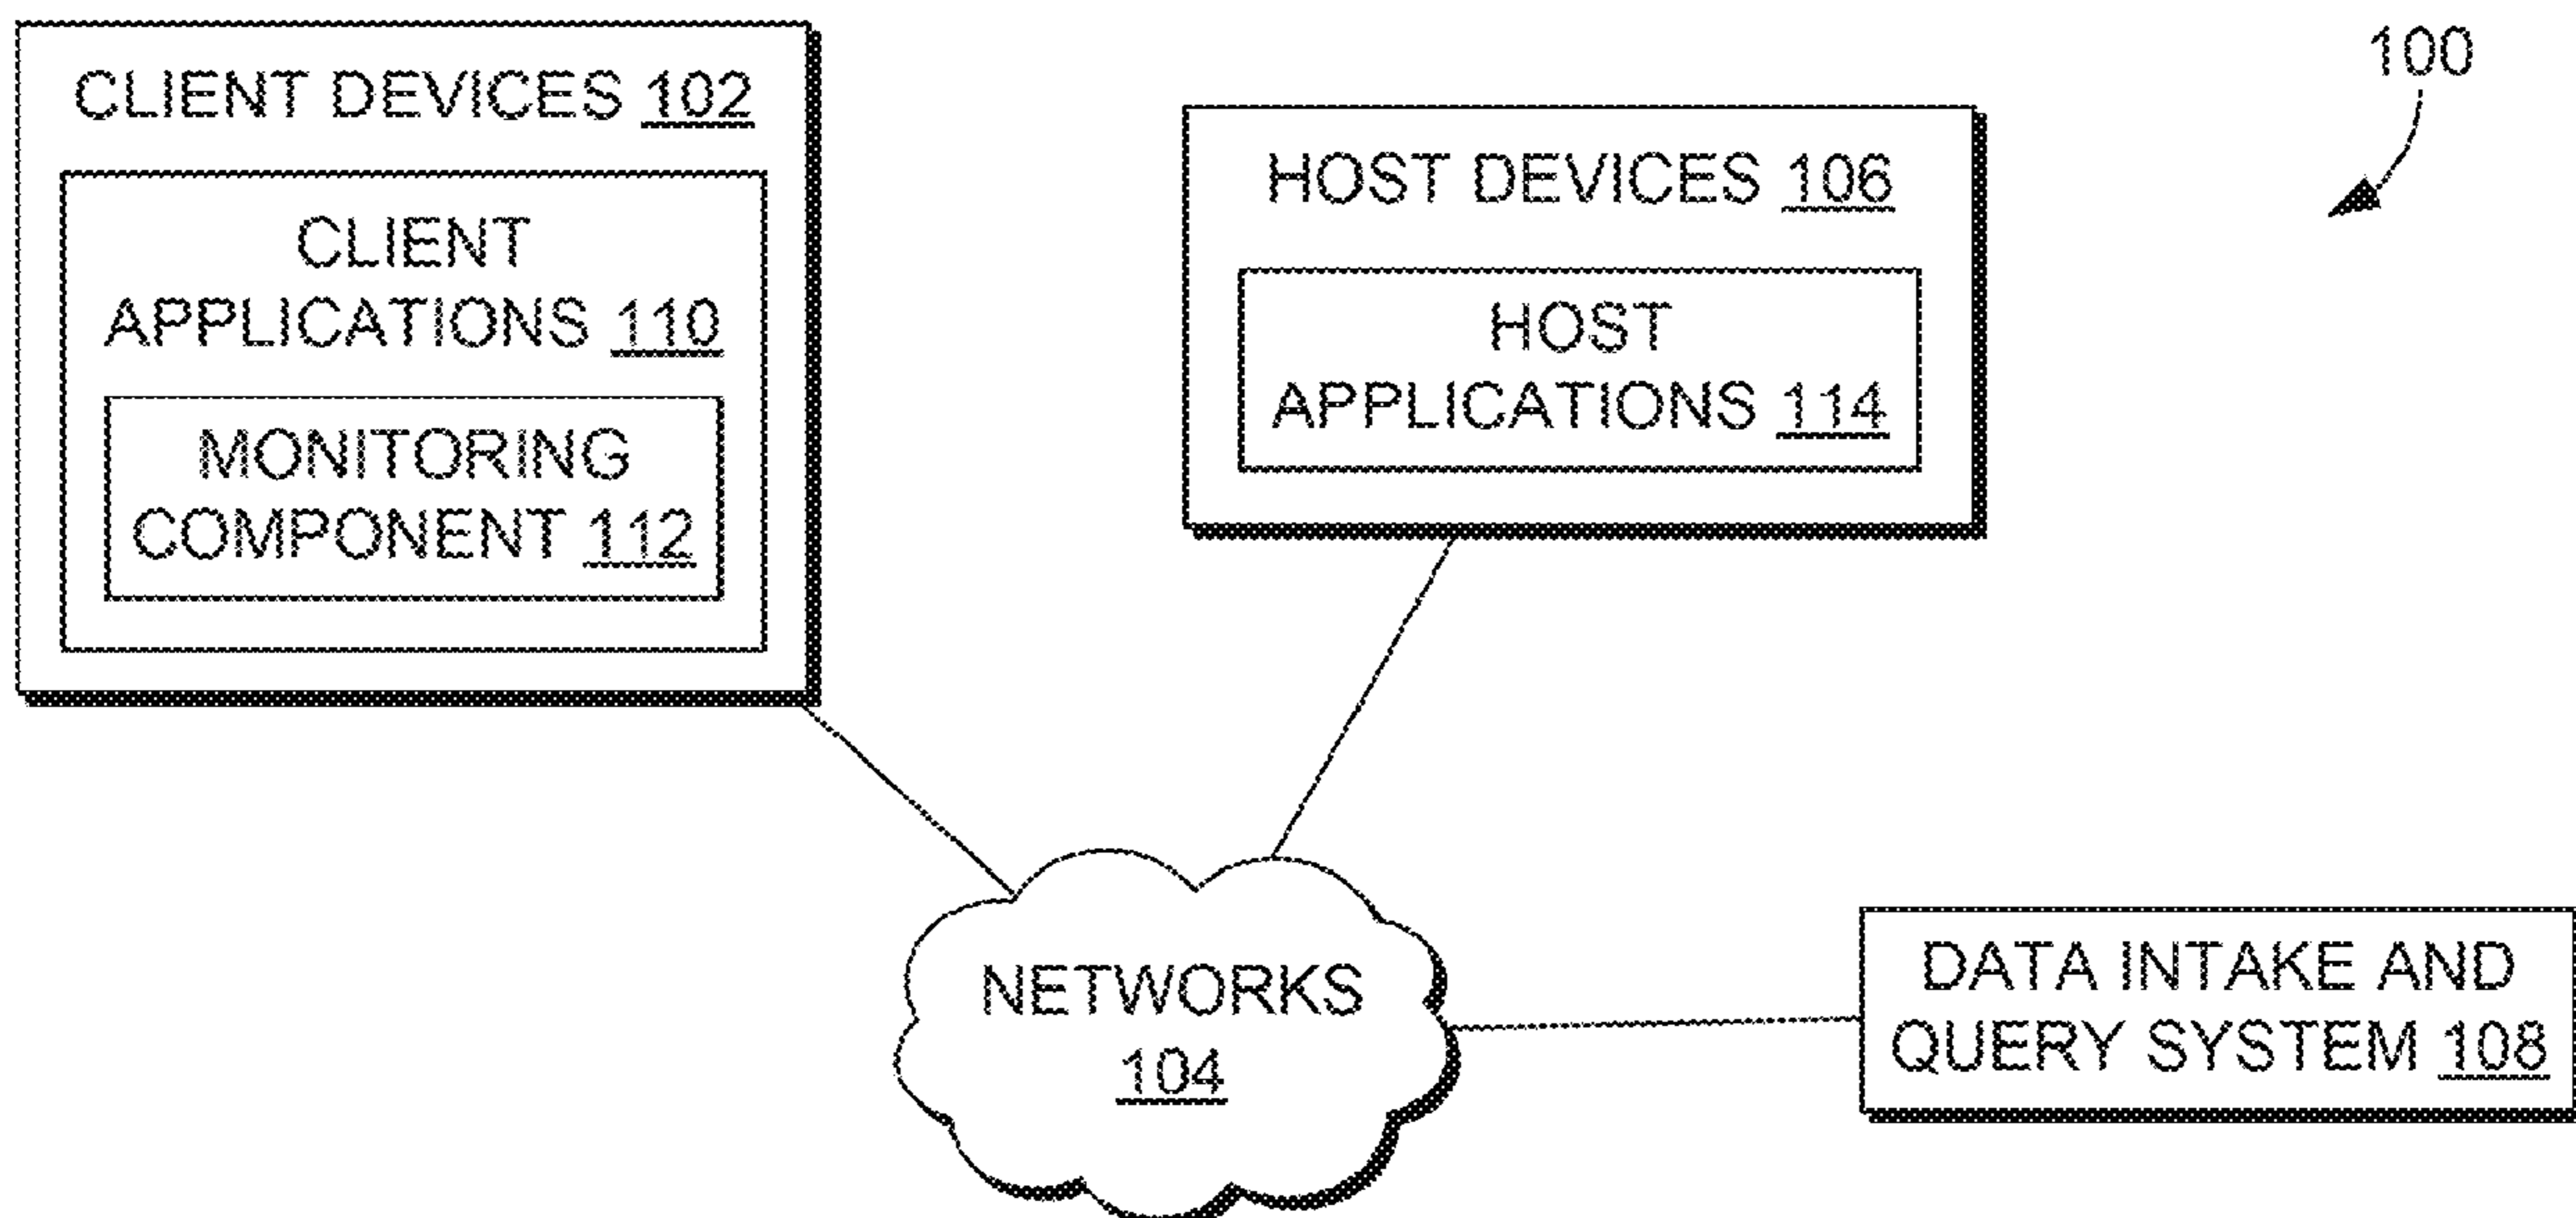 100
CLIENT DEVICES 102
CLIENT
APPLICATIONS 110
MONITORING
COMPONENT 112
HOST DEVICES 106
HOST
APPLICATIONS 114
NETWORKS
104
DATA INTAKE AND
QUERY SYSTEM 108